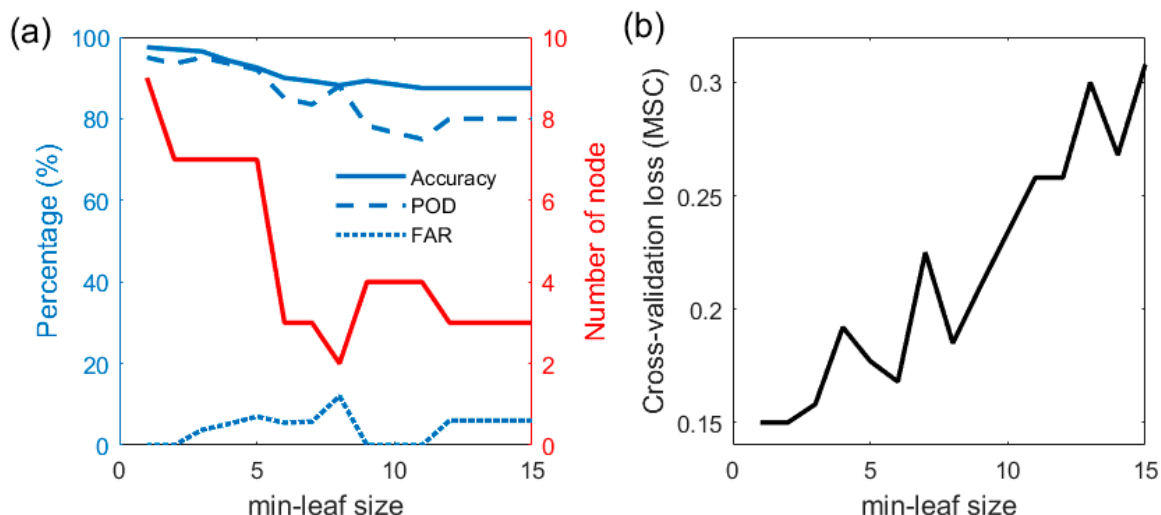 (a)
100
80
60
40
20
0
Percentage (%)
10
8
6
4
2
0
Number of node
Accuracy
POD
FAR
0
5
10
15
min-leaf size
(b)
0.3
0.25
0.2
0.15
Cross-validation loss (MSC)
0
5
10
15
min-leaf size